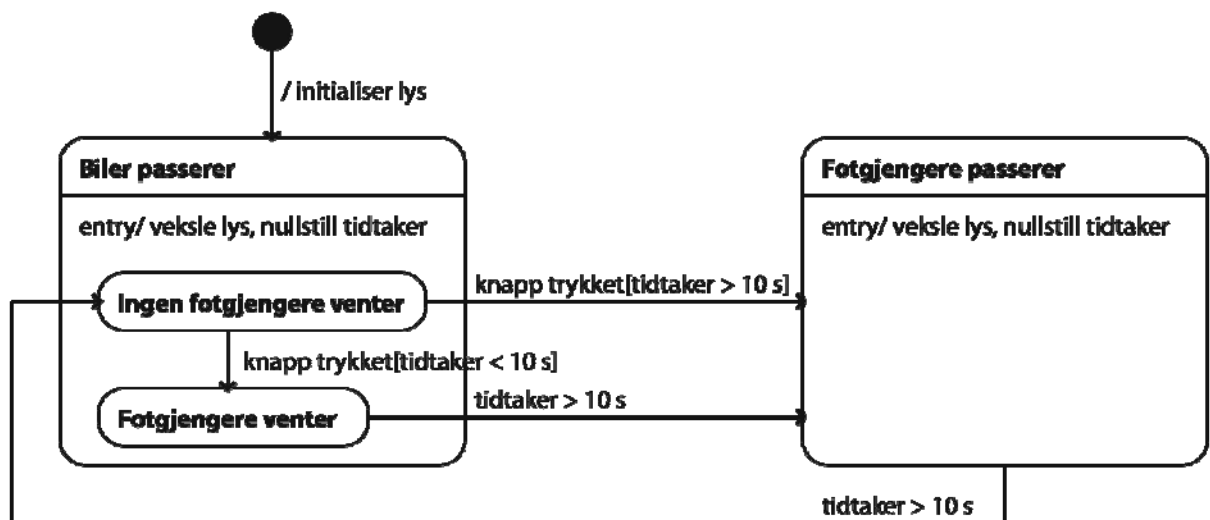 / initialiser lys
Biler passerer
entry/ veksle lys, nullstill tidtaker
Ingen fotgjengere venter
knapp trykket[tidtaker < 10 s]
Fotgjengere venter
knapp trykket[tidtaker > 10 s]
tidtaker > 10 s
Fotgjengere passerer
entry/ veksle lys, nullstill tidtaker
tidtaker > 10 s